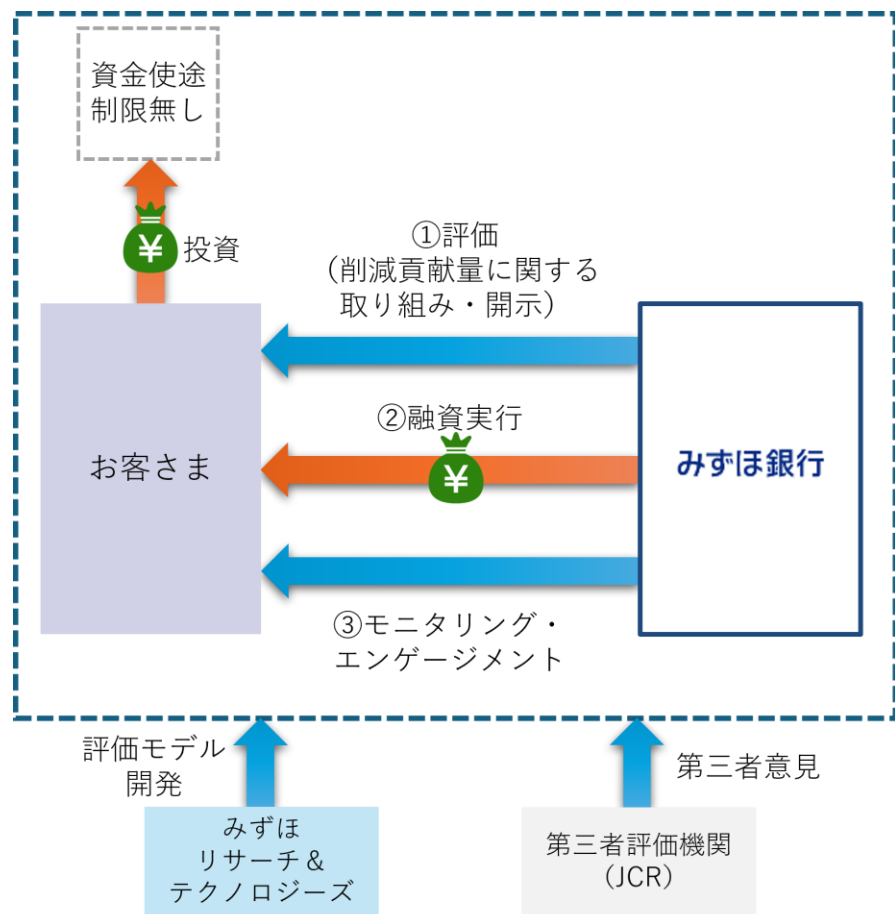 資金使途
制限無し
¥
投資
①評価
(削減貢献量に関する
取り組み・開示)
お客さま
②融資実行
¥
みずほ銀行
③モニタリング・
エンゲージメント
評価モデル
開発
第三者意見
みずほ
リサーチ&
テクノロジーズ
第三者評価機関
(JCR)